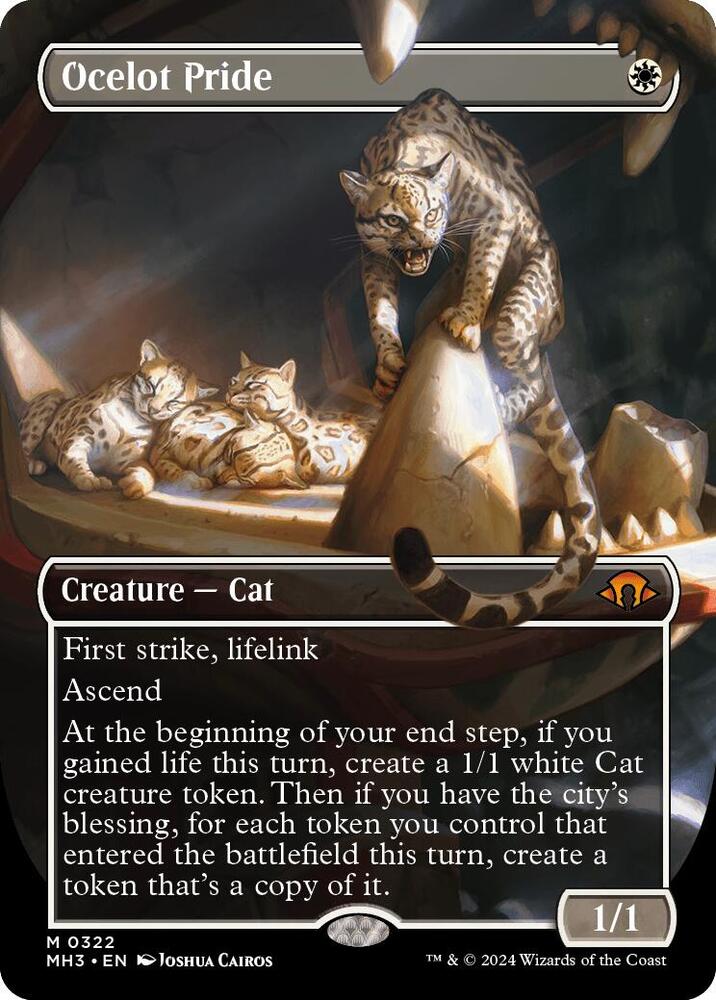 Ocelot Pride
Creature — Cat
First strike, lifelink
Ascend
At the beginning of your end step, if you
gained life this turn, create a 1/1 white Cat
creature token. Then if you have the city's
blessing, for each token you control that
entered the battlefield this turn, create a
token that's a copy of it.
1/1
M 0322
MH3 • EN Joshua Cairos
™ & © 2024 Wizards of the Coast